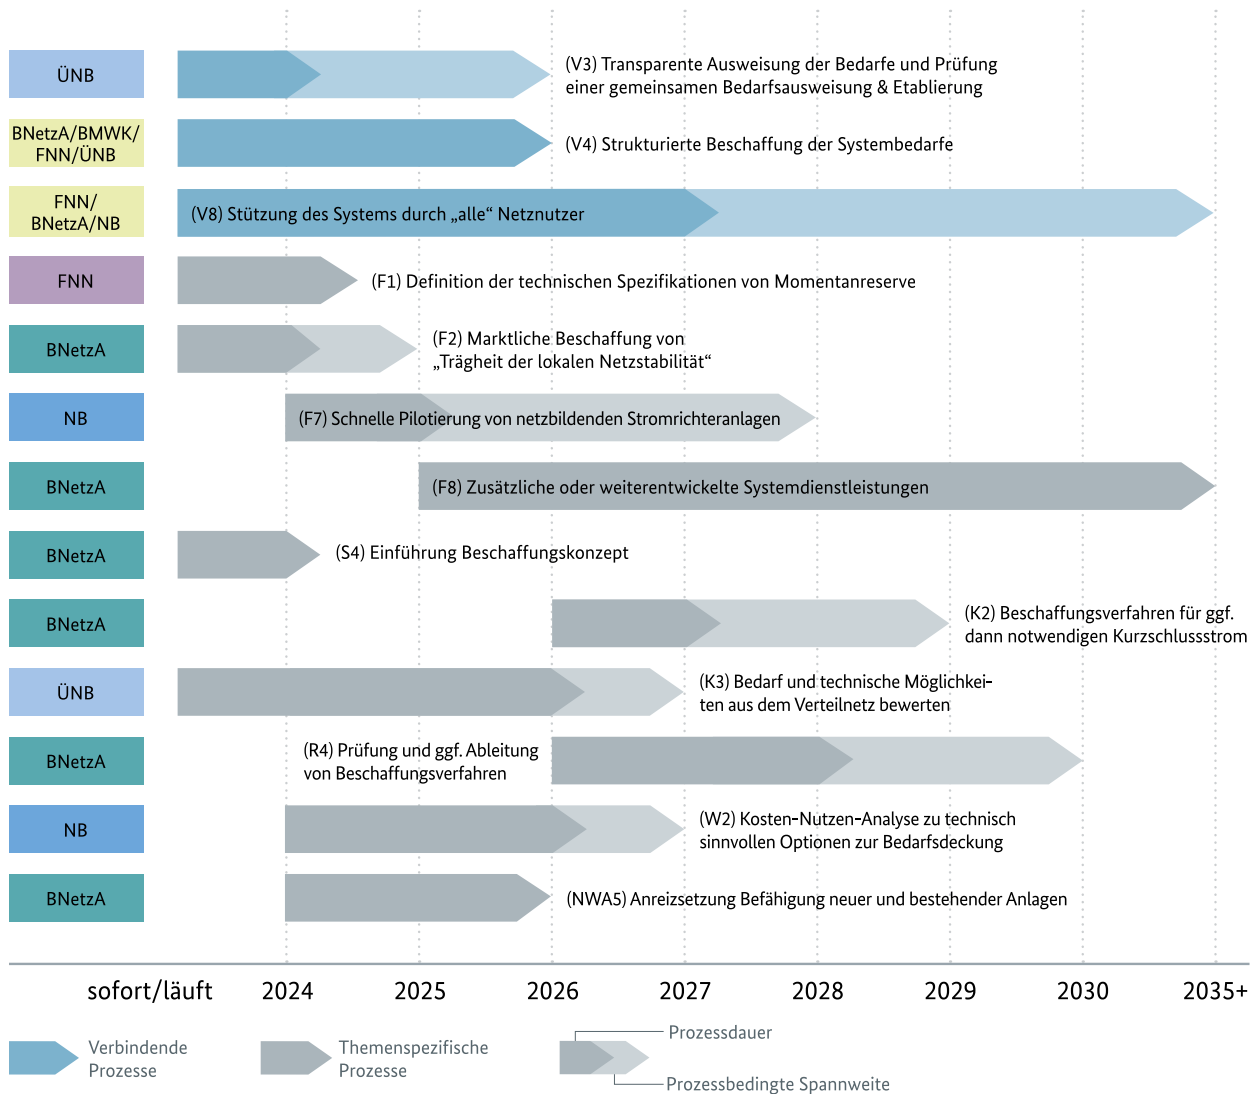 ÜNB
(V3) Transparente Ausweisung der Bedarfe und Prüfung
einer gemeinsamen Bedarfsausweisung & Etablierung
BNetzA/BMWK/
FNN/ÜNB
(V4) Strukturierte Beschaffung der Systembedarfe
FNN/
BNetzA/NB
(V8) Stützung des Systems durch „alle“ Netznutzer
FNN
(F1) Definition der technischen Spezifikationen von Momentanreserve
BNetzA
(F2) Marktliche Beschaffung von
„Trägheit der lokalen Netzstabilität“
NB
(F7) Schnelle Pilotierung von netzbildenden Stromrichteranlagen
BNetzA
(F8) Zusätzliche oder weiterentwickelte Systemdienstleistungen
BNetzA
(S4) Einführung Beschaffungskonzept
BNetzA
(K2) Beschaffungsverfahren für ggf.
dann notwendigen Kurzschlussstrom
ÜNB
(K3) Bedarf und technische Möglichkei-
ten aus dem Verteilnetz bewerten
BNetzA
(R4) Prüfung und ggf. Ableitung
von Beschaffungsverfahren
NB
(W2) Kosten-Nutzen-Analyse zu technisch
sinnvollen Optionen zur Bedarfsdeckung
BNetzA
(NWA5) Anreizsetzung Befähigung neuer und bestehender Anlagen
sofort/läuft 2024 2025 2026 2027 2028 2029 2030 2035+
Verbindende
Prozesse
Themenspezifische
Prozesse
Prozessdauer
Prozessbedingte Spannweite